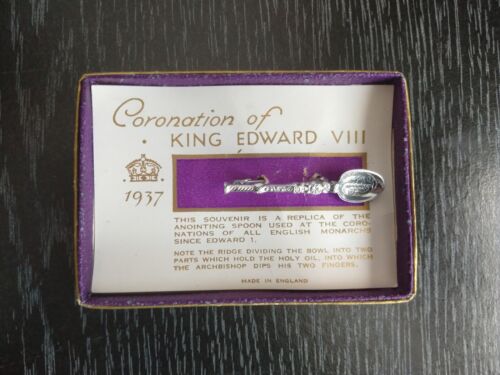 Coronation of
• KING EDWARD VIII
1937
THIS SOUVENIR IS A REPLICA OF THE
ANOINTING SPOON USED AT THE CORO-
NATIONS OF ALL ENGLISH MONARCHS
SINCE EDWARD 1.
NOTE THE RIDGE DIVIDING THE BOWL INTO TWO
PARTS WHICH HOLD THE HOLY OIL, INTO WHICH
THE ARCHBISHOP DIPS HIS TWO FINGERS.
MADE IN ENGLAND